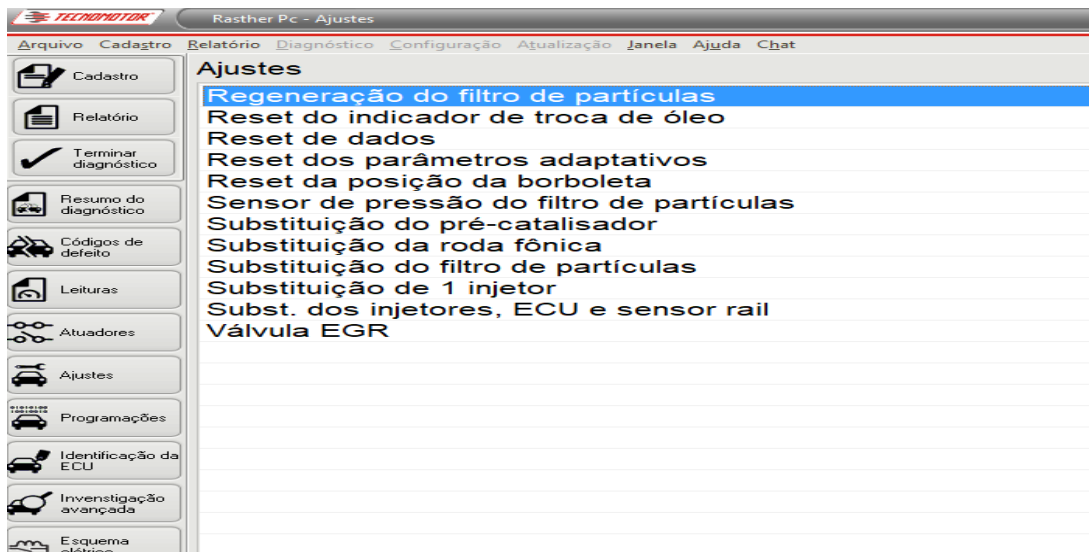 TECNOMOTOR
Rasther Pc - Ajustes
Arquivo Cadastro Relatório Diagnóstico Configuração Atualização Janela Ajuda Chat
Cadastro
Relatório
Terminar
diagnóstico
Resumo do
diagnóstico
Códigos de
defeito
Leituras
Atuadores
Ajustes
Programações
Identificação da
ECU
Invenstigação
avançada
Esquema
elétrico
Ajustes
Regeneração do filtro de partículas
Reset do indicador de troca de óleo
Reset de dados
Reset dos parâmetros adaptativos
Reset da posição da borboleta
Sensor de pressão do filtro de partículas
Substituição do pré-catalisador
Substituição da roda fônica
Substituição do filtro de partículas
Substituição de 1 injetor
Subst. dos injetores, ECU e sensor rail
Válvula EGR